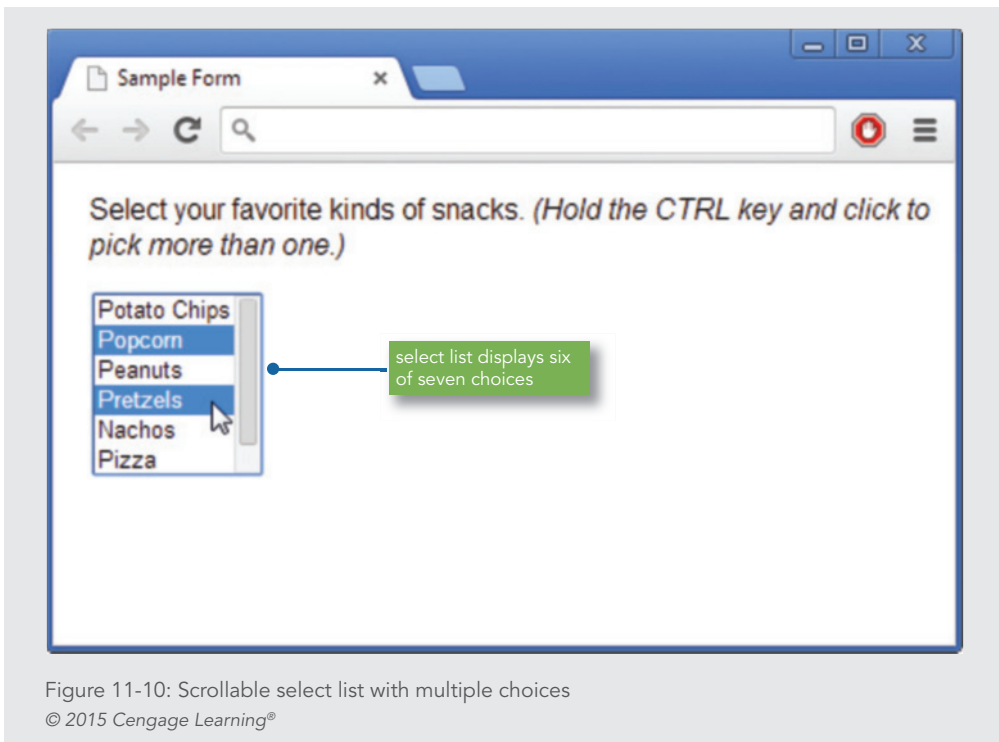 Sample Form
Select your favorite kinds of snacks. (Hold the CTRL key and click to
pick more than one.)
Potato Chips
Popcorn
Peanuts
Pretzels
Nachos
Pizza
select list displays six
of seven choices
Figure 11-10: Scrollable select list with multiple choices
© 2015 Cengage Learning®